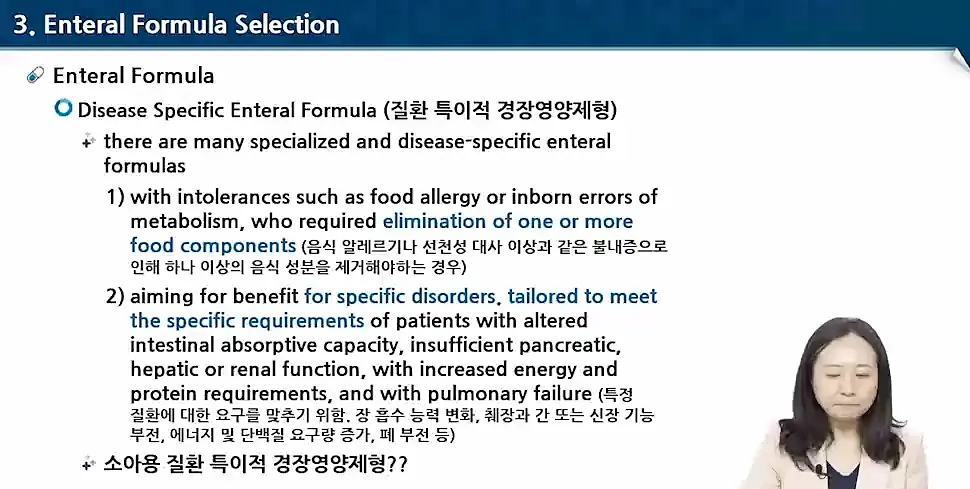 3. Enteral Formula Selection
Enteral Formula
Disease Specific Enteral Formula (질환 특이적 경장영양제형)
there are many specialized and disease-specific enteral
formulas
1) with intolerances such as food allergy or inborn errors of
metabolism, who required elimination of one or more
food components (음식 알레르기나 선천성 대사 이상과 같은 불내증으로
인해 하나 이상의 음식 성분을 제거해야하는 경우)
2) aiming for benefit for specific disorders, tailored to meet
the specific requirements of patients with altered
intestinal absorptive capacity, insufficient pancreatic,
hepatic or renal function, with increased energy and
protein requirements, and with pulmonary failure (특정
질환에 대한 요구를 맞추기 위함. 장 흡수 능력 변화, 췌장과 간 또는 신장 기능
부전, 에너지 및 단백질 요구량 증가, 폐 부전 등)
소아용 질환 특이적 경장영양제형??